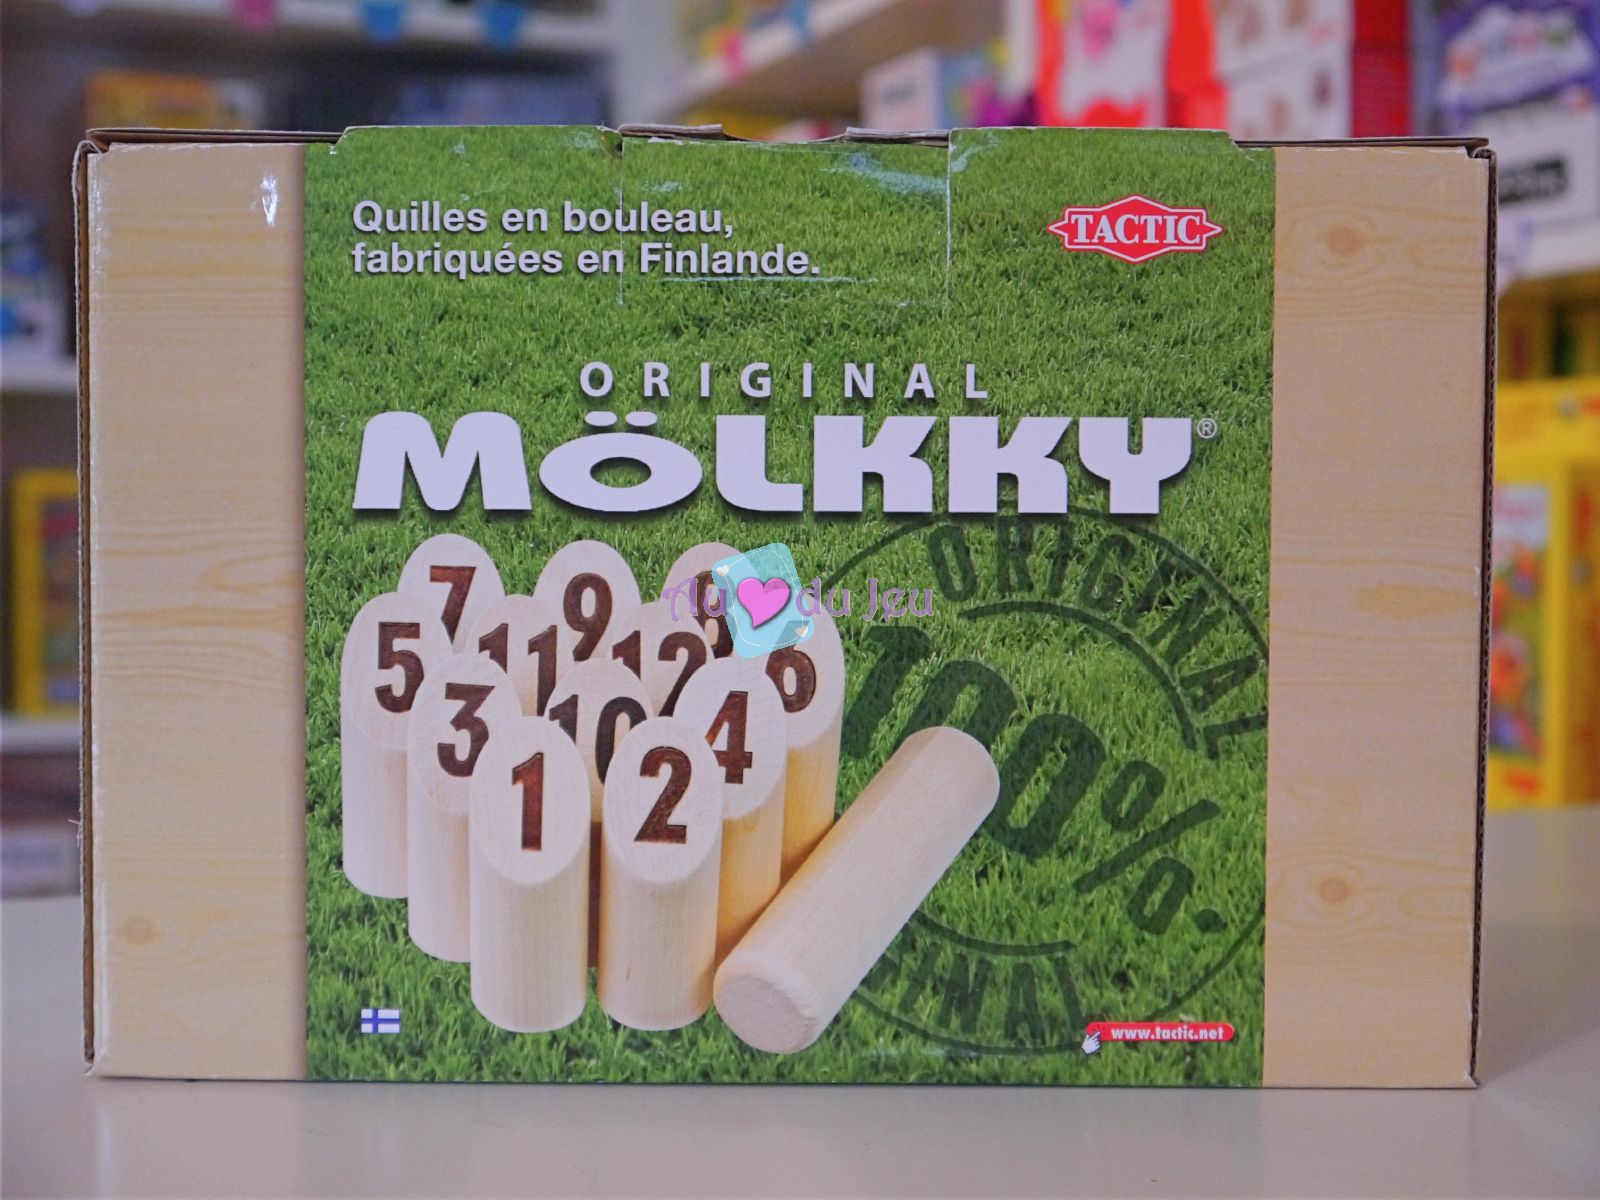 Quilles en bouleau,
fabriquées en Finlande.
TACTIC
ORIGINAL
MÖLKKY®
ORIGINAL
100%
7 9 8
5 11 12 6
3 10 4
1 2
Au du Jeu
www.tactic.net